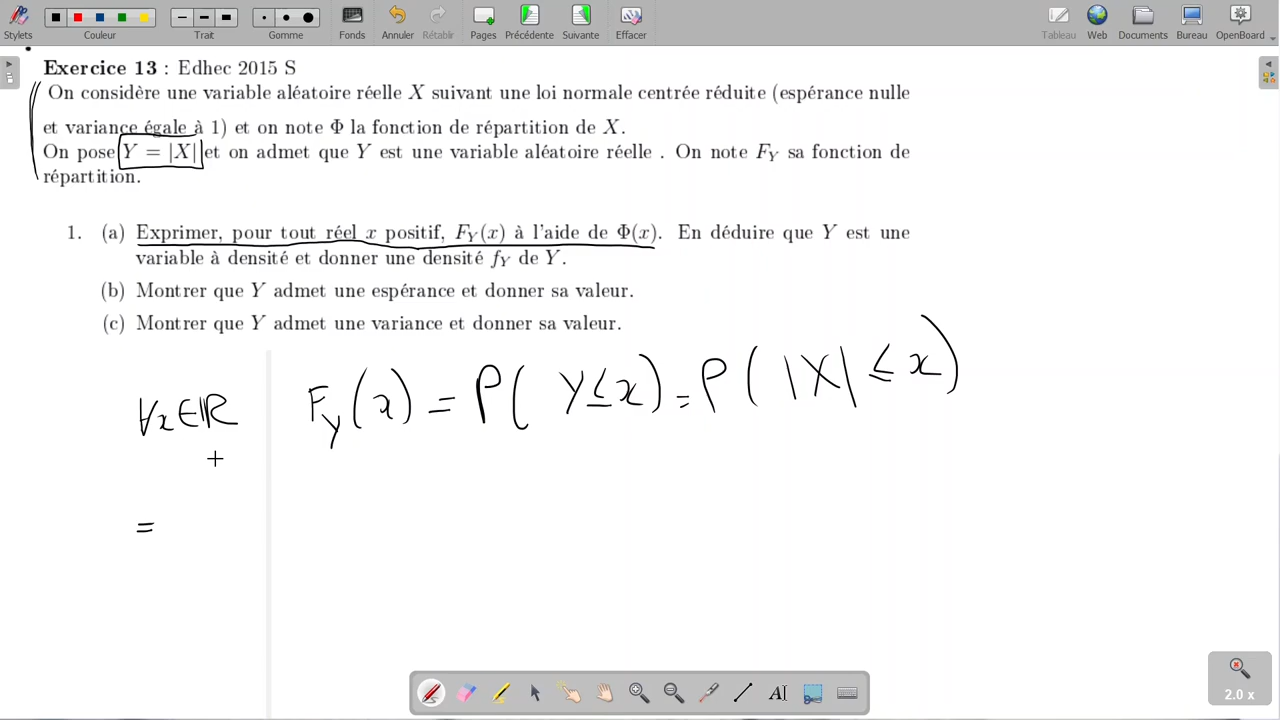 Stylets Couleur Trait Gomme Fonds Annuler Rétablir Pages Précédente Suivante Effacer Tableau Web Documents Bureau OpenBoard
Exercice 13 : Edhec 2015 S
On considère une variable aléatoire réelle X suivant une loi normale centrée réduite (espérance nulle
et variance égale à 1) et on note Φ la fonction de répartition de X.
On pose Y = |X| et on admet que Y est une variable aléatoire réelle . On note F_Y sa fonction de
répartition.
1. (a) Exprimer, pour tout réel x positif, F_Y(x) à l'aide de Φ(x). En déduire que Y est une
variable à densité et donner une densité f_Y de Y.
(b) Montrer que Y admet une espérance et donner sa valeur.
(c) Montrer que Y admet une variance et donner sa valeur.
∀x∈ℝ+ F_Y(x) = P( Y≤x) = P( |X| ≤ x)
=
2.0 x